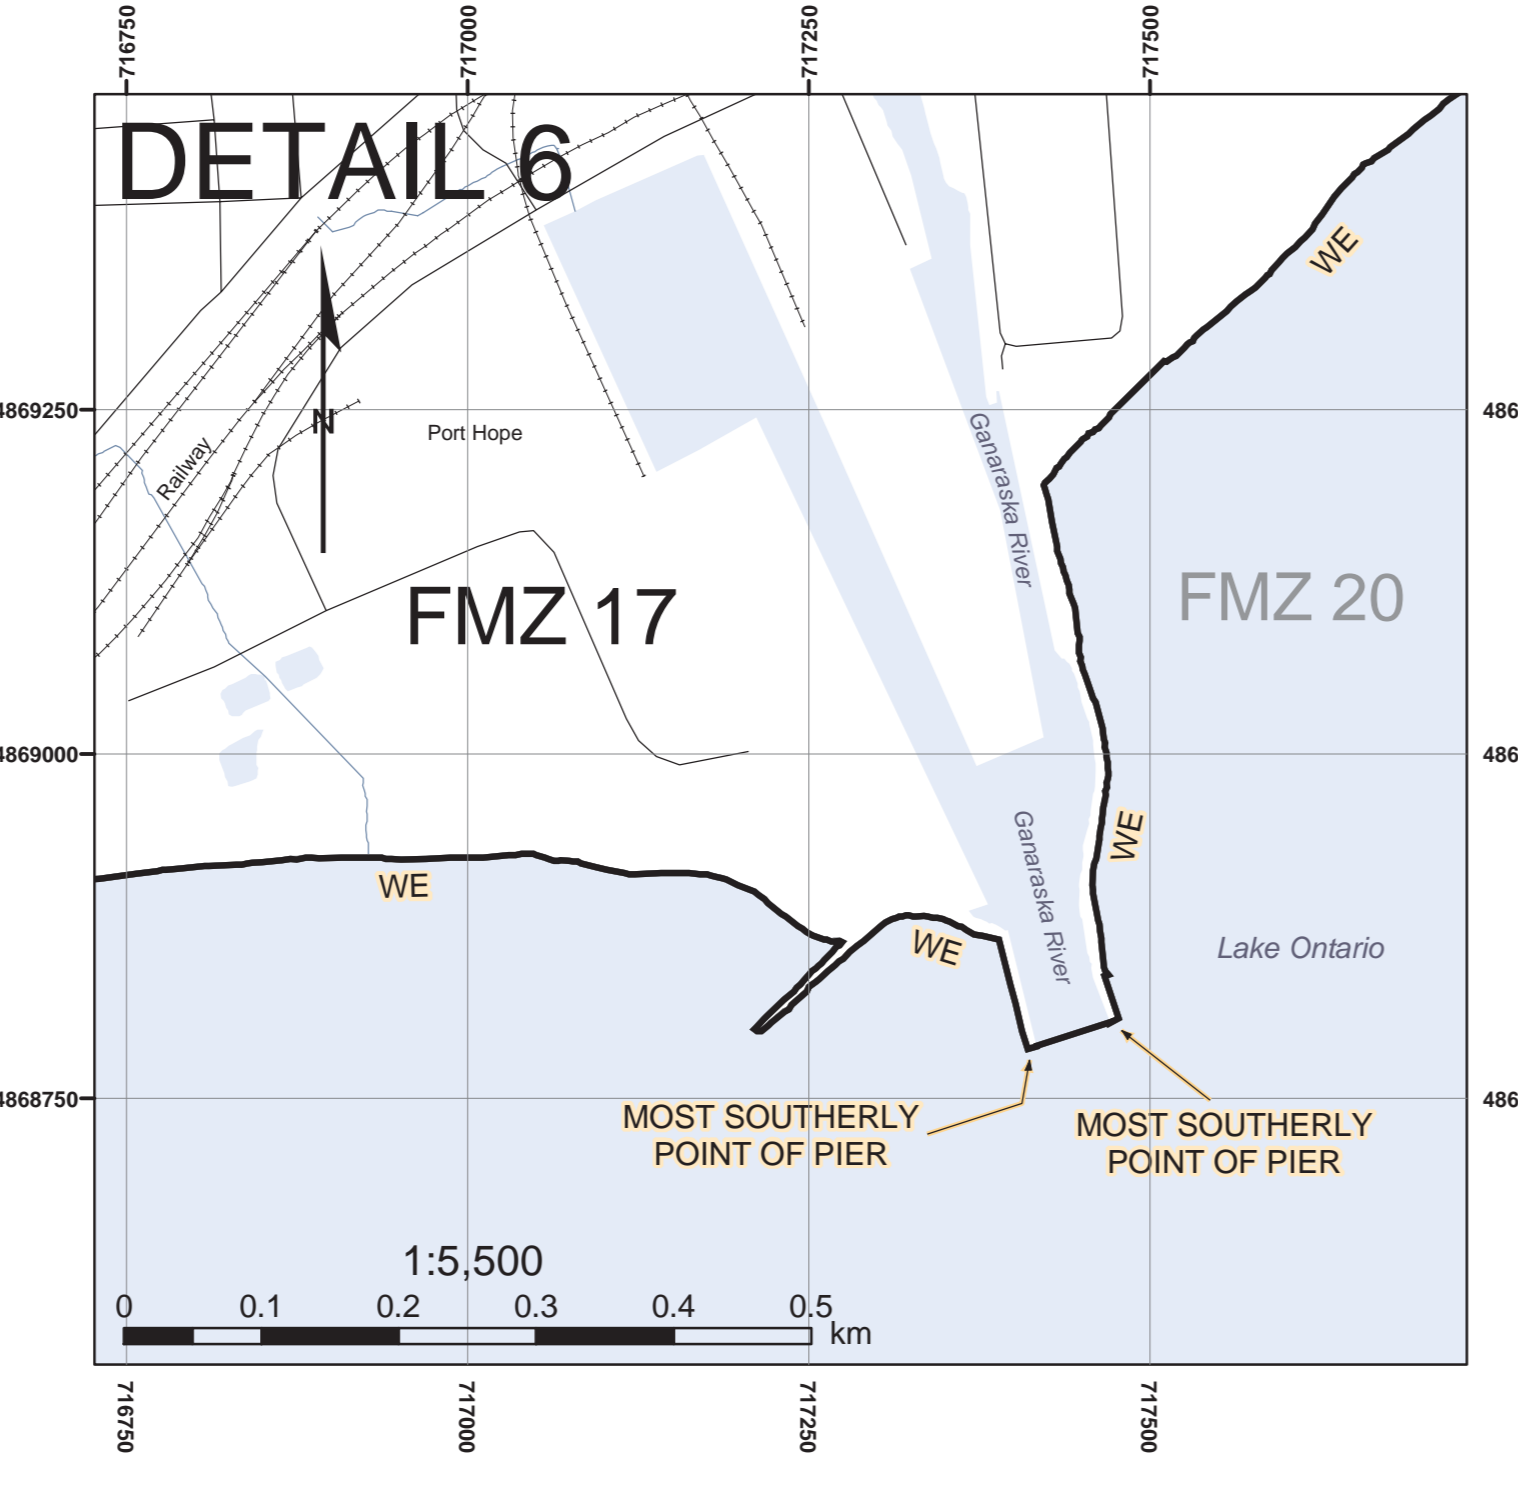 716750
717000
717250
717500
DETAIL 6
WE
4869250
486
N
Port Hope
Railway
Ganaraska River
FMZ 17
FMZ 20
4869000
486
WE
Ganaraska River
WE
WE
Lake Ontario
4868750
486
MOST SOUTHERLY
POINT OF PIER
MOST SOUTHERLY
POINT OF PIER
1:5,500
0 0.1 0.2 0.3 0.4 0.5
km
716750
717000
717250
717500